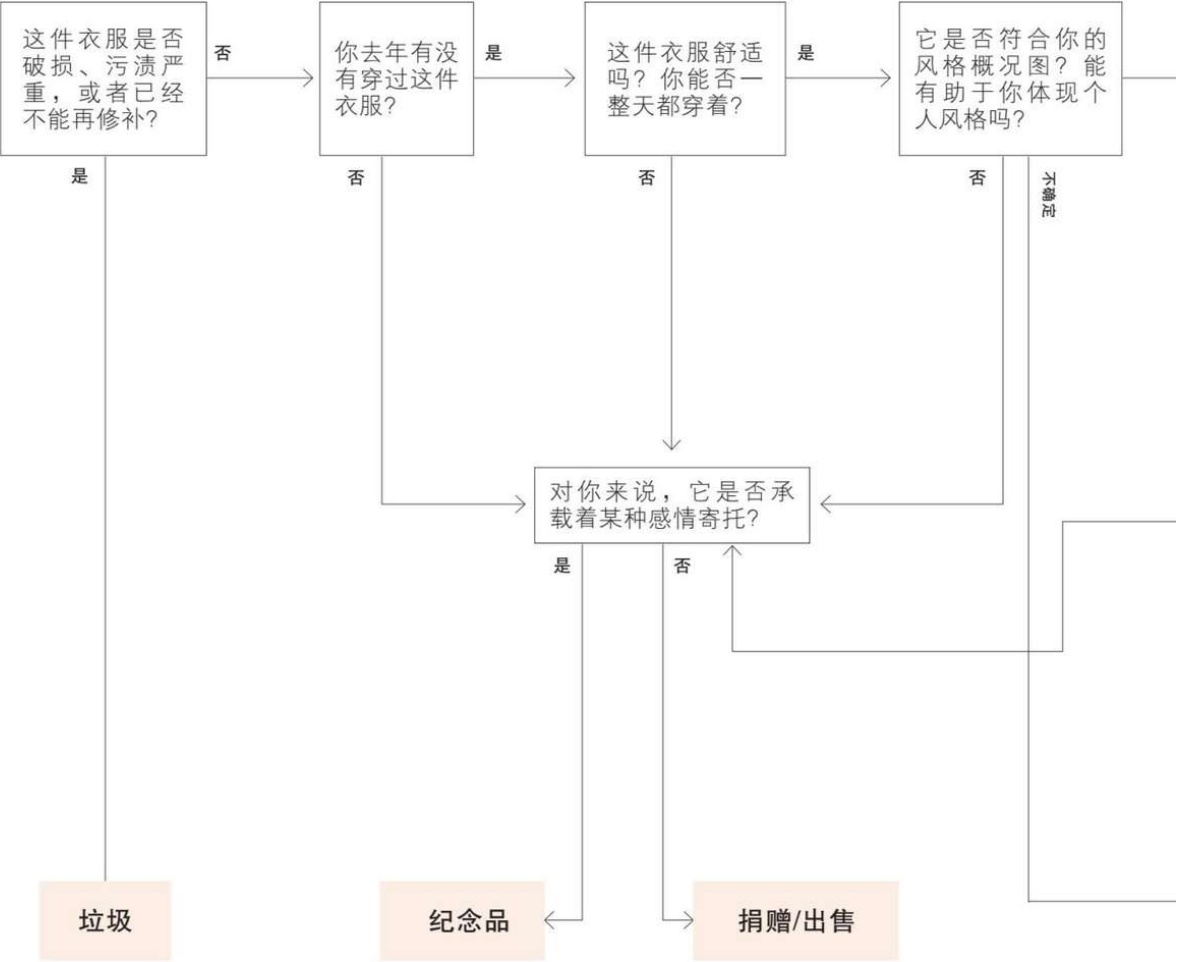 这件衣服是否
破损、污渍严
重，或者已经
不能再修补？
否
你去年有没
有穿过这件
衣服？
是
这件衣服舒适
吗？你能否一
整天都穿着？
是
它是否符合你的
风格概况图？能
有助于你体现个
人风格吗？
是
否
否
否
不确定
对你来说，它是否承
载着某种感情寄托？
是
否
垃圾
纪念品
捐赠/出售